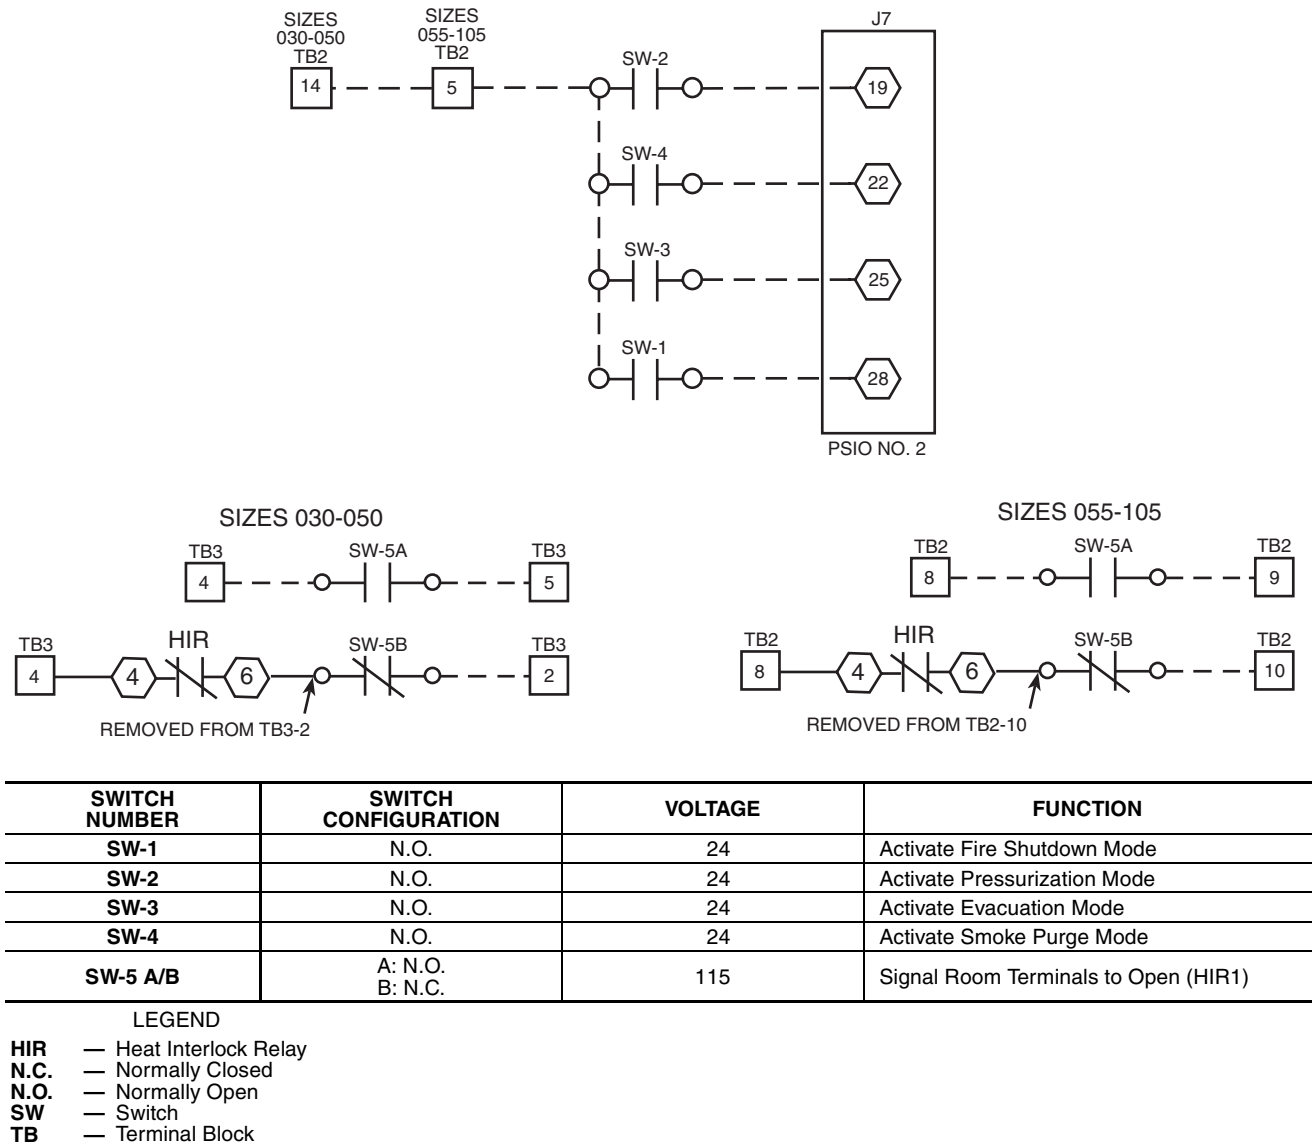 SIZES
030-050
TB2
SIZES
055-105
TB2
J7
14
5
SW-2
19
SW-4
22
SW-3
25
SW-1
28
PSIO NO. 2
SIZES 030-050
TB3
SW-5A
TB3
4
5
TB3
HIR
SW-5B
TB3
4
4
6
2
REMOVED FROM TB3-2
SIZES 055-105
TB2
SW-5A
TB2
8
9
TB2
HIR
SW-5B
TB2
8
4
6
10
REMOVED FROM TB2-10
SWITCH NUMBER SWITCH CONFIGURATION VOLTAGE FUNCTION
SW-1 N.O. 24 Activate Fire Shutdown Mode
SW-2 N.O. 24 Activate Pressurization Mode
SW-3 N.O. 24 Activate Evacuation Mode
SW-4 N.O. 24 Activate Smoke Purge Mode
SW-5 A/B A: N.O. B: N.C. 115 Signal Room Terminals to Open (HIR1)
LEGEND
HIR — Heat Interlock Relay
N.C. — Normally Closed
N.O. — Normally Open
SW — Switch
TB — Terminal Block